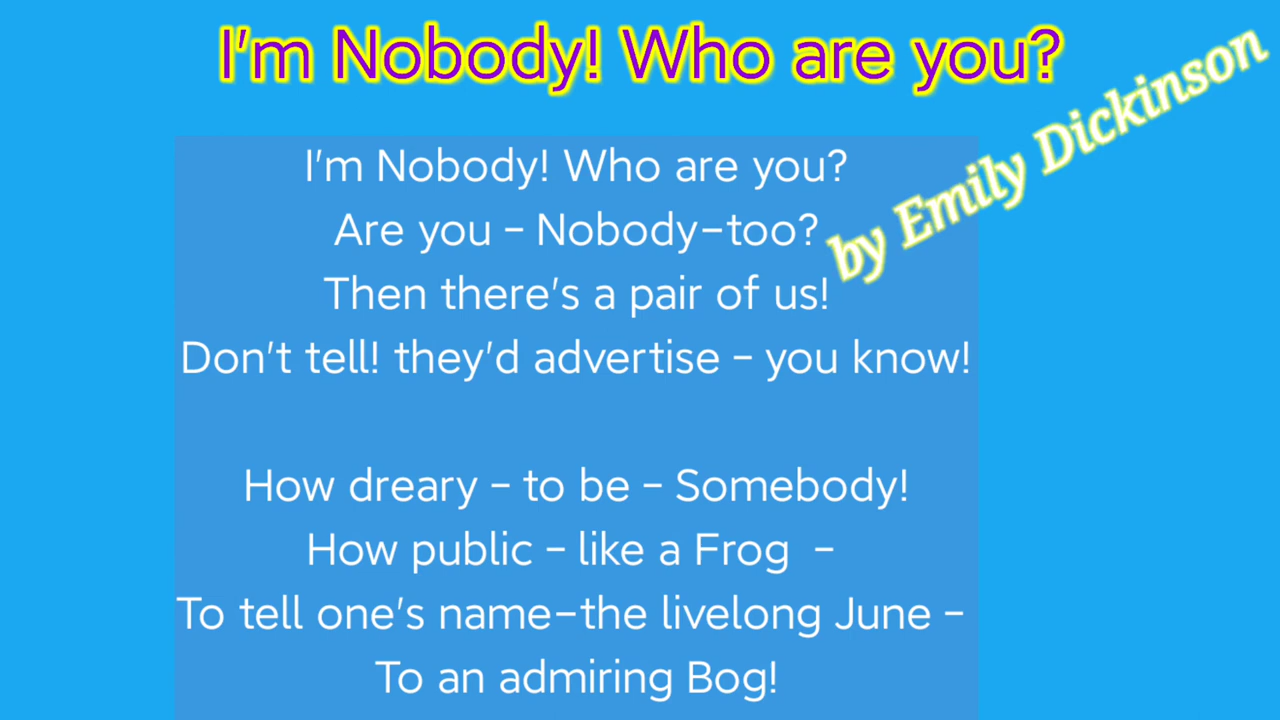 I'm Nobody! Who are you?
by Emily Dickinson
I'm Nobody! Who are you?
Are you - Nobody-too?
Then there's a pair of us!
Don't tell! they'd advertise - you know!
How dreary - to be - Somebody!
How public - like a Frog -
To tell one's name-the livelong June -
To an admiring Bog!